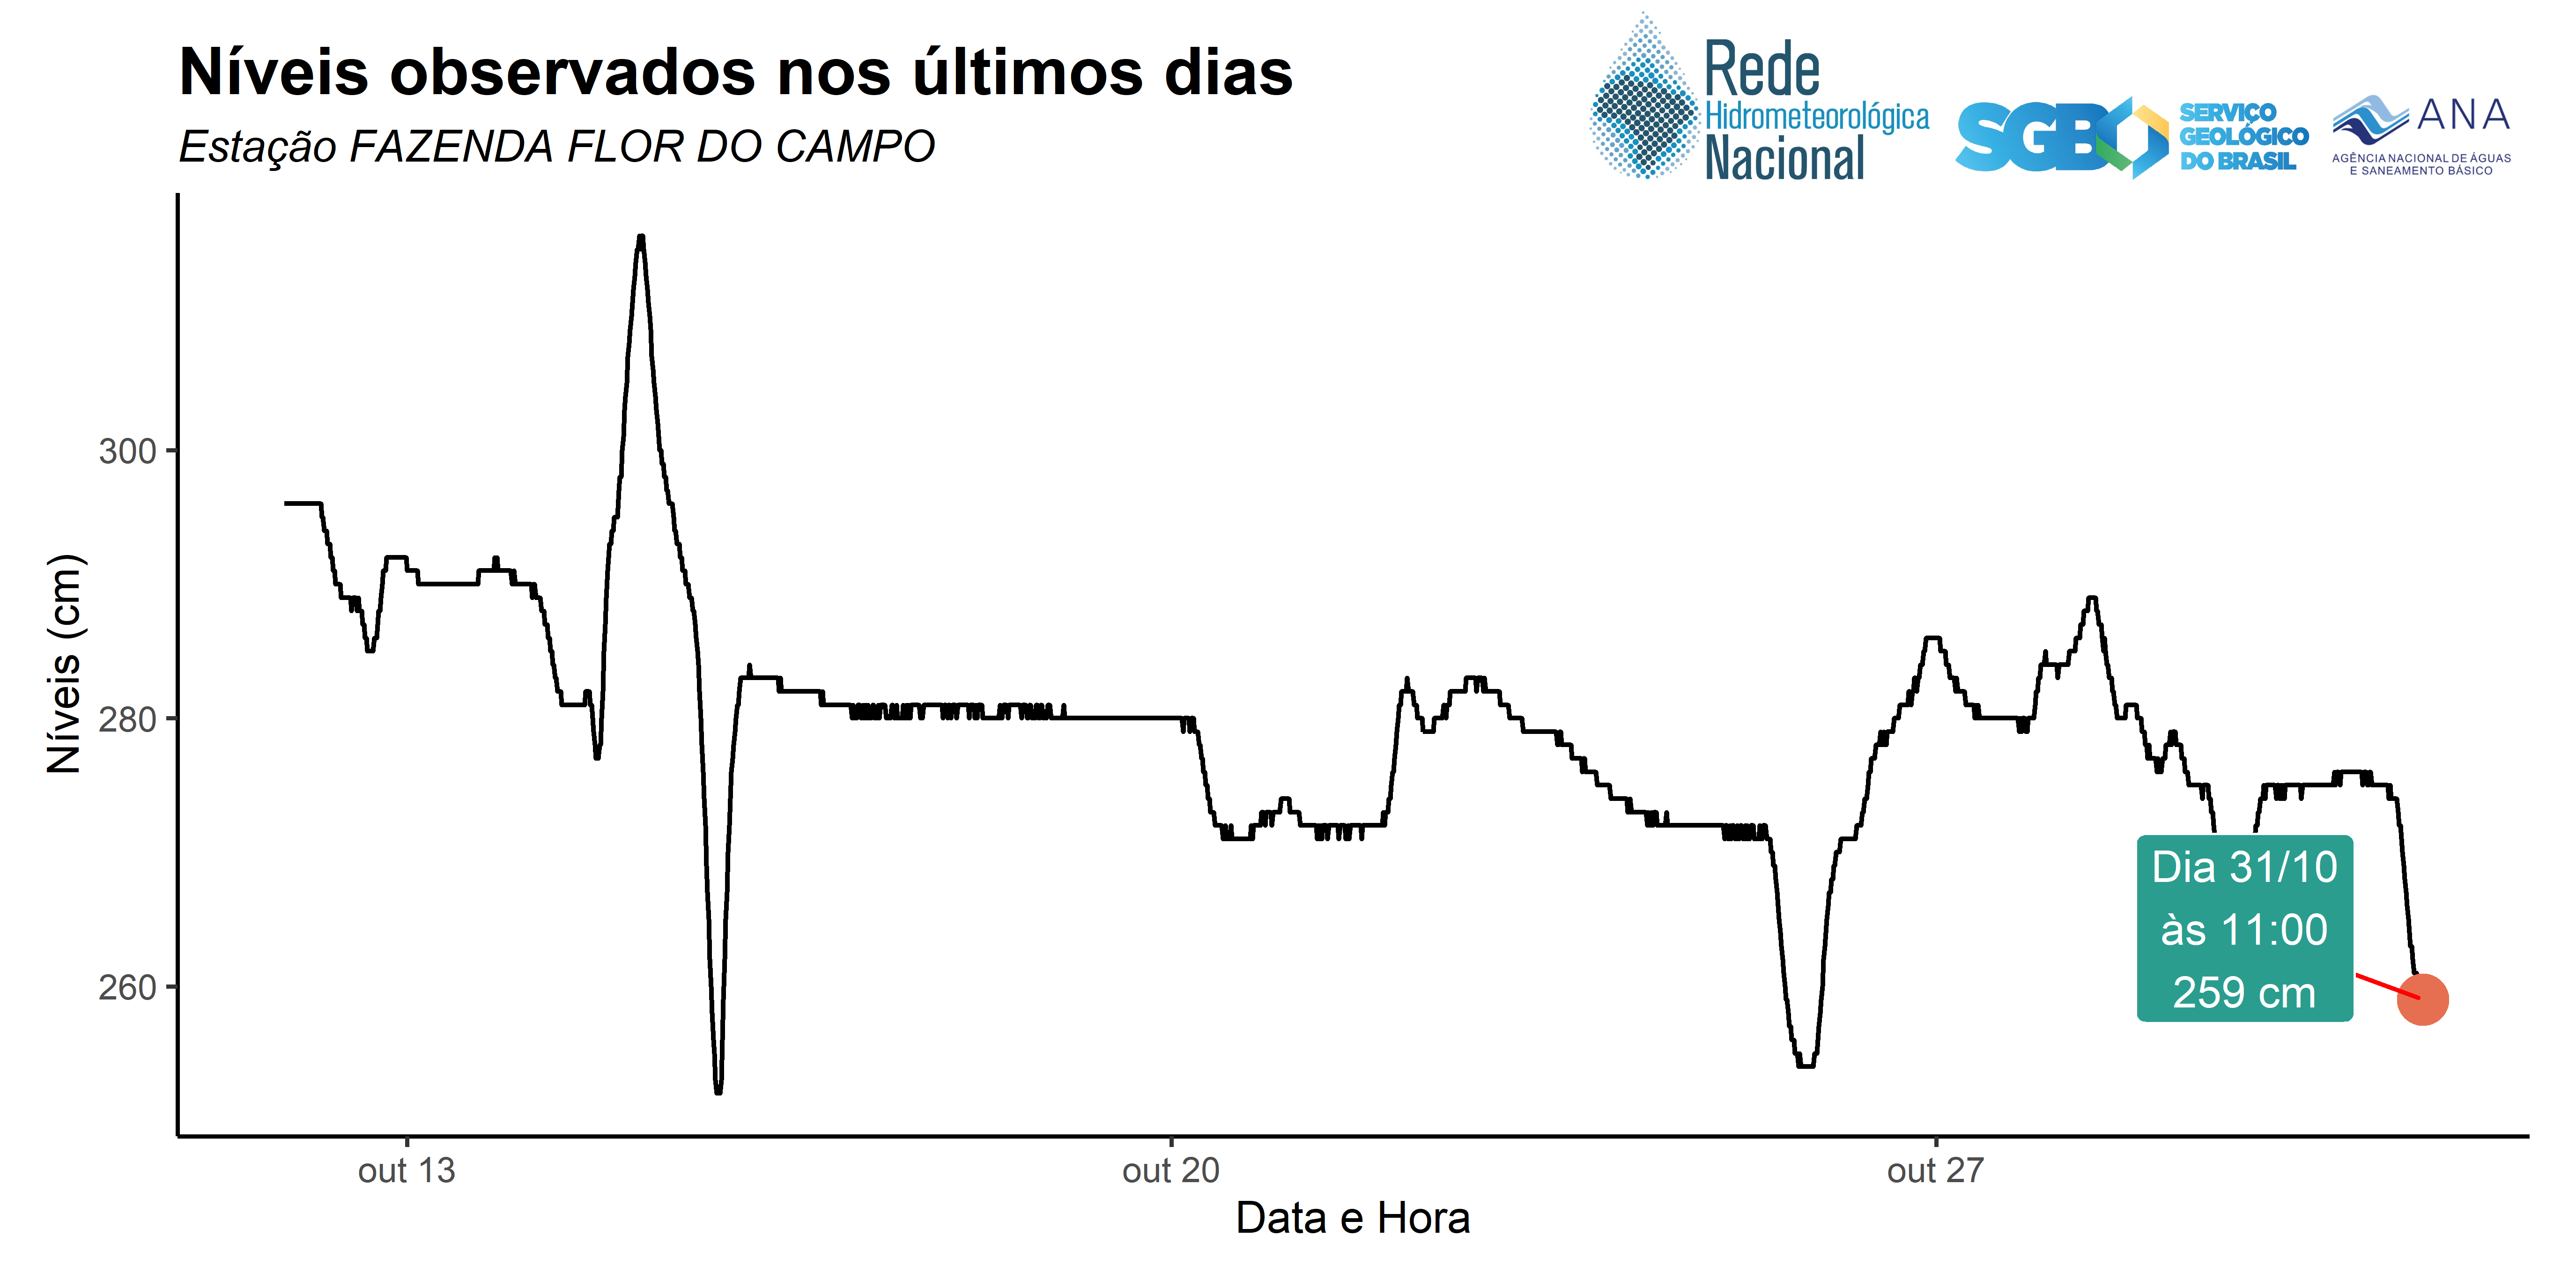 Níveis observados nos últimos dias
Estação FAZENDA FLOR DO CAMPO
Rede
Hidrometeorológica
Nacional
SGB
SERVIÇO
GEOLÓGICO
DO BRASIL
ANA
AGÊNCIA NACIONAL DE ÁGUAS
E SANEAMENTO BÁSICO
Níveis (cm)
300
280
260
Dia 31/10
às 11:00
259 cm
out 13
out 20
out 27
Data e Hora